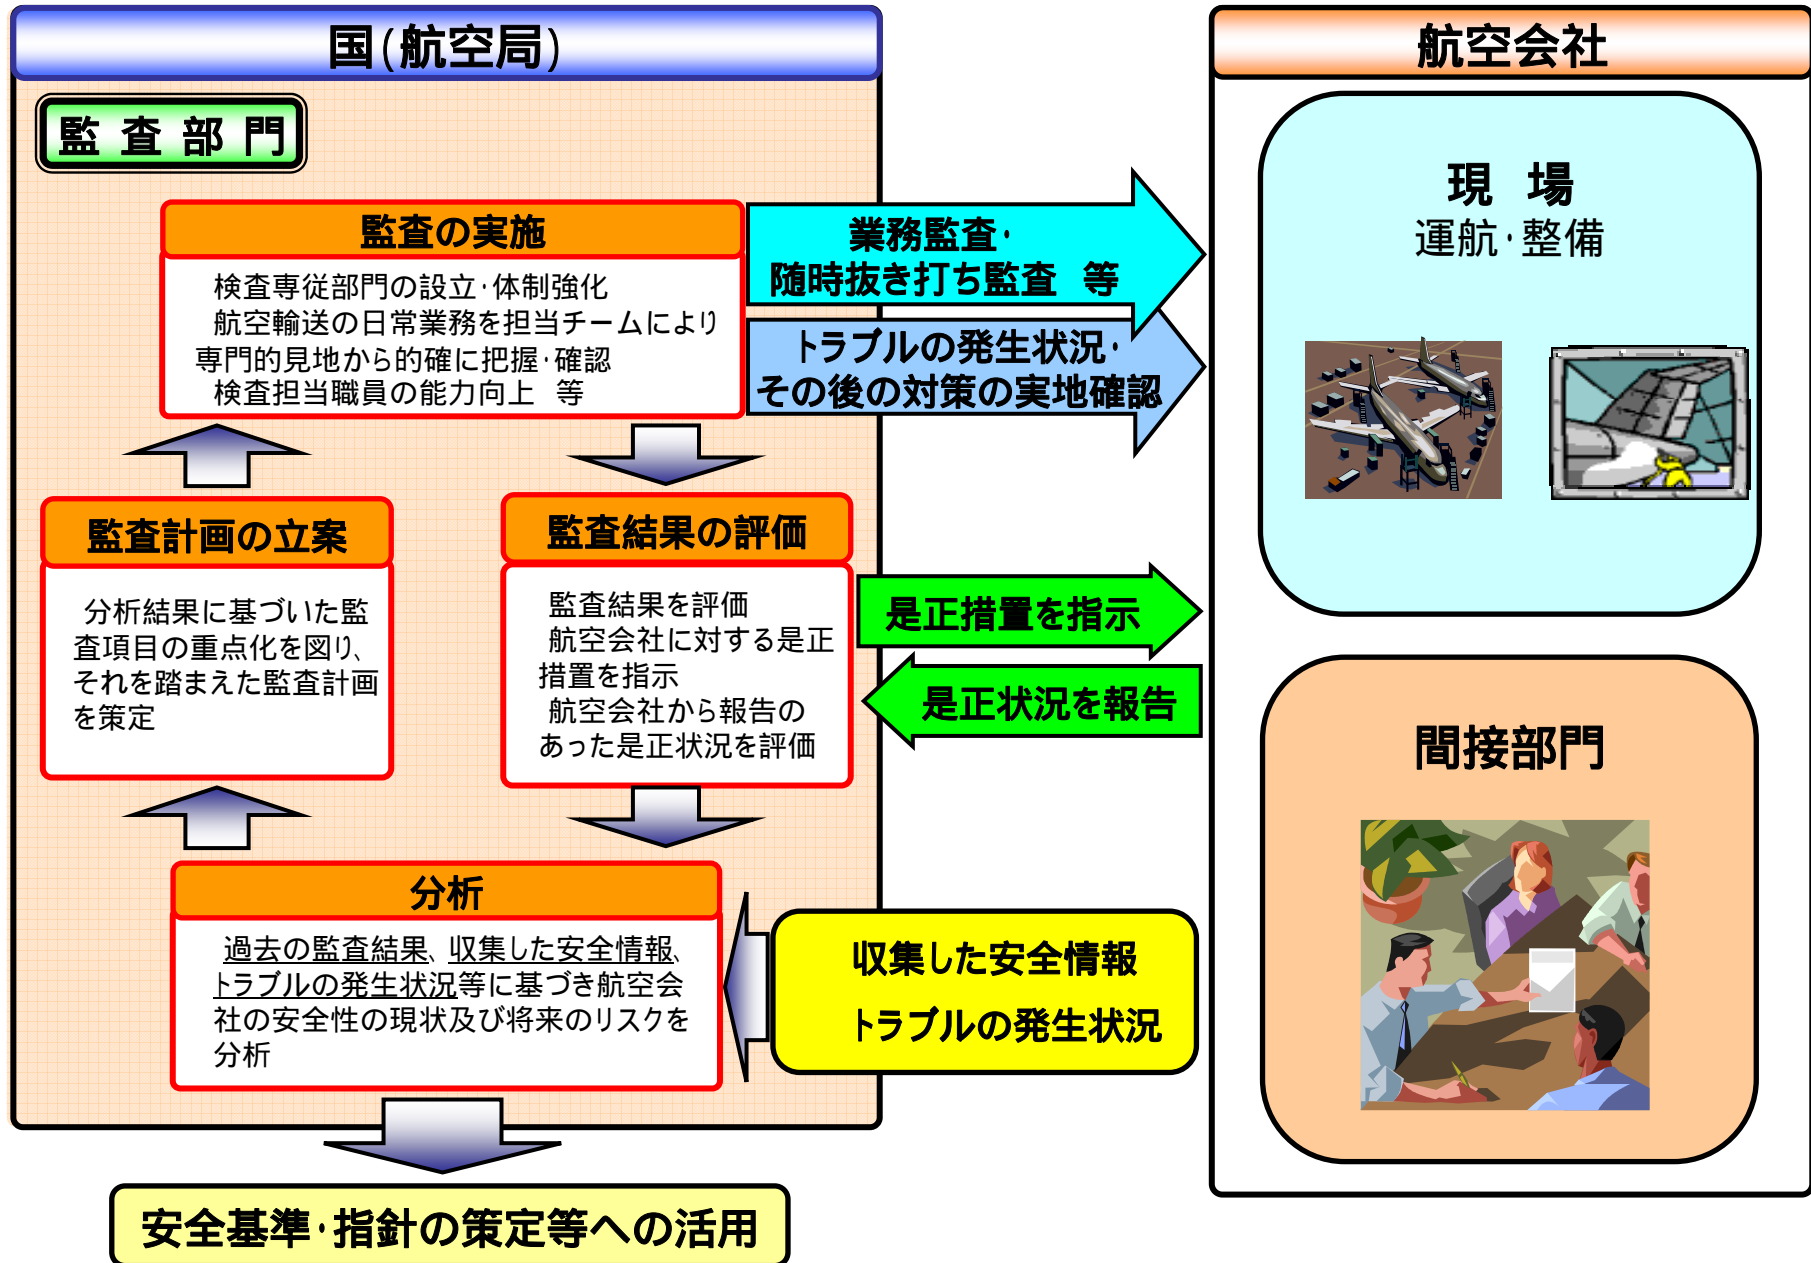 国(航空局)
監 査 部 門
監査の実施
検査専従部門の設立・体制強化
航空輸送の日常業務を担当チームにより
専門的見地から的確に把握・確認
検査担当職員の能力向上　等
監査計画の立案
分析結果に基づいた監
査項目の重点化を図り、
それを踏まえた監査計画
を策定
監査結果の評価
監査結果を評価
航空会社に対する是正
措置を指示
航空会社から報告の
あった是正状況を評価
分析
過去の監査結果、収集した安全情報、
トラブルの発生状況等に基づき航空会
社の安全性の現状及び将来のリスクを
分析
業務監査・
随時抜き打ち監査　等
トラブルの発生状況・
その後の対策の実地確認
是正措置を指示
是正状況を報告
収集した安全情報
トラブルの発生状況
安全基準・指針の策定等への活用
航空会社
現　場
運航・整備
間接部門